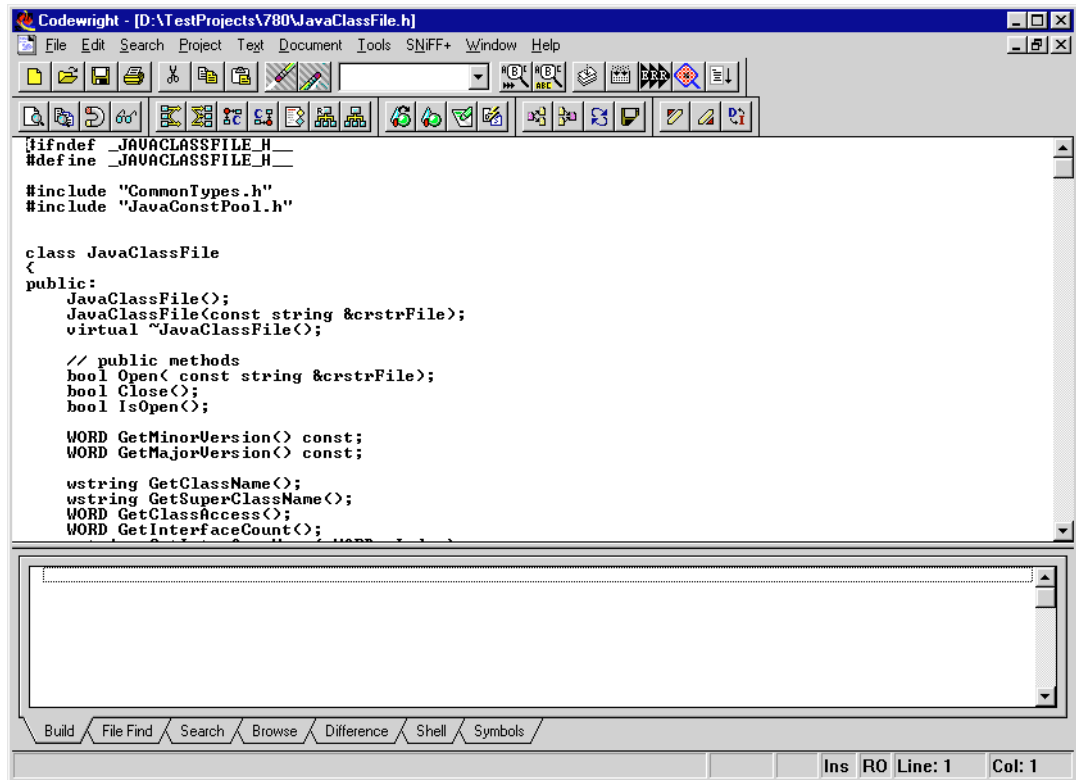 Codewright - [D:\TestProjects\780\JavaClassFile.h]
File Edit Search Project Text Document Tools SNiFF+ Window Help
#ifndef _JAVACLASSFILE_H__
#define _JAVACLASSFILE_H__
#include "CommonTypes.h"
#include "JavaConstPool.h"
class JavaClassFile
{
public:
JavaClassFile();
JavaClassFile(const string &crstrFile);
virtual ~JavaClassFile();
// public methods
bool Open( const string &crstrFile);
bool Close();
bool IsOpen();
WORD GetMinorVersion() const;
WORD GetMajorVersion() const;
wstring GetClassName();
wstring GetSuperClassName();
WORD GetClassAccess();
WORD GetInterfaceCount();
Build File Find Search Browse Difference Shell Symbols
Ins RO Line: 1 Col: 1